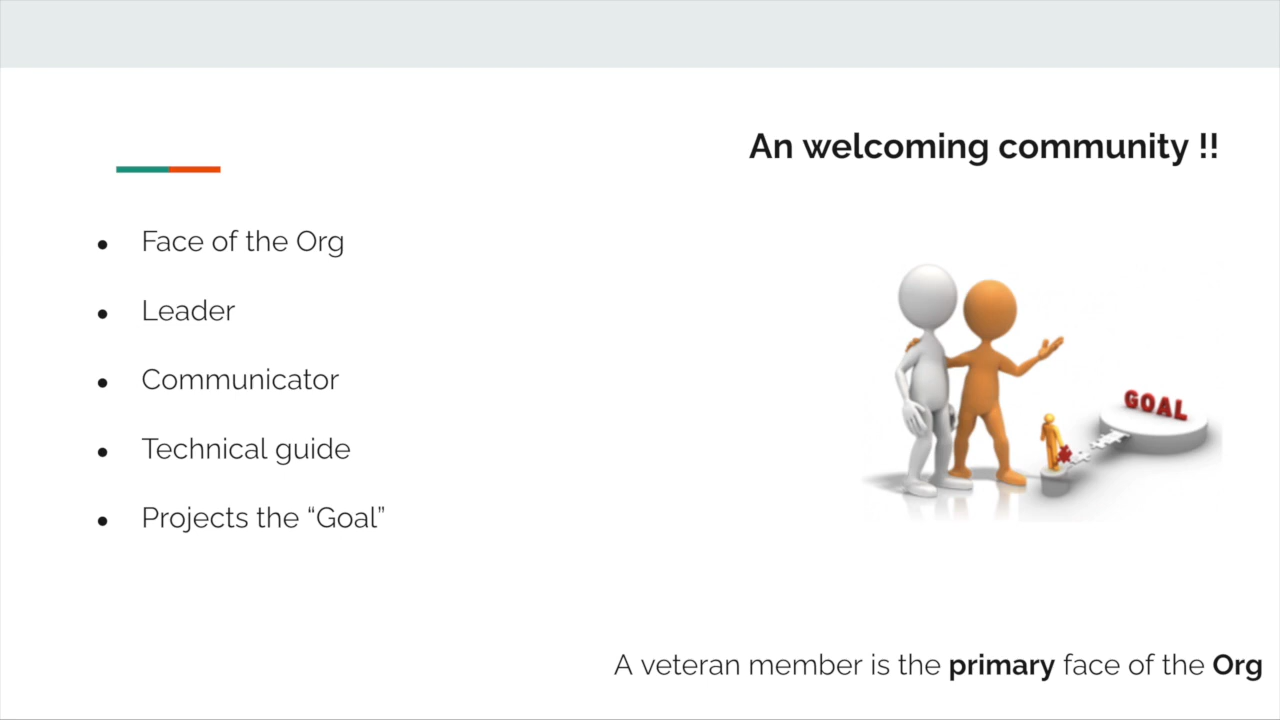 An welcoming community !!
● Face of the Org
● Leader
● Communicator
● Technical guide
● Projects the “Goal”
GOAL
A veteran member is the primary face of the Org